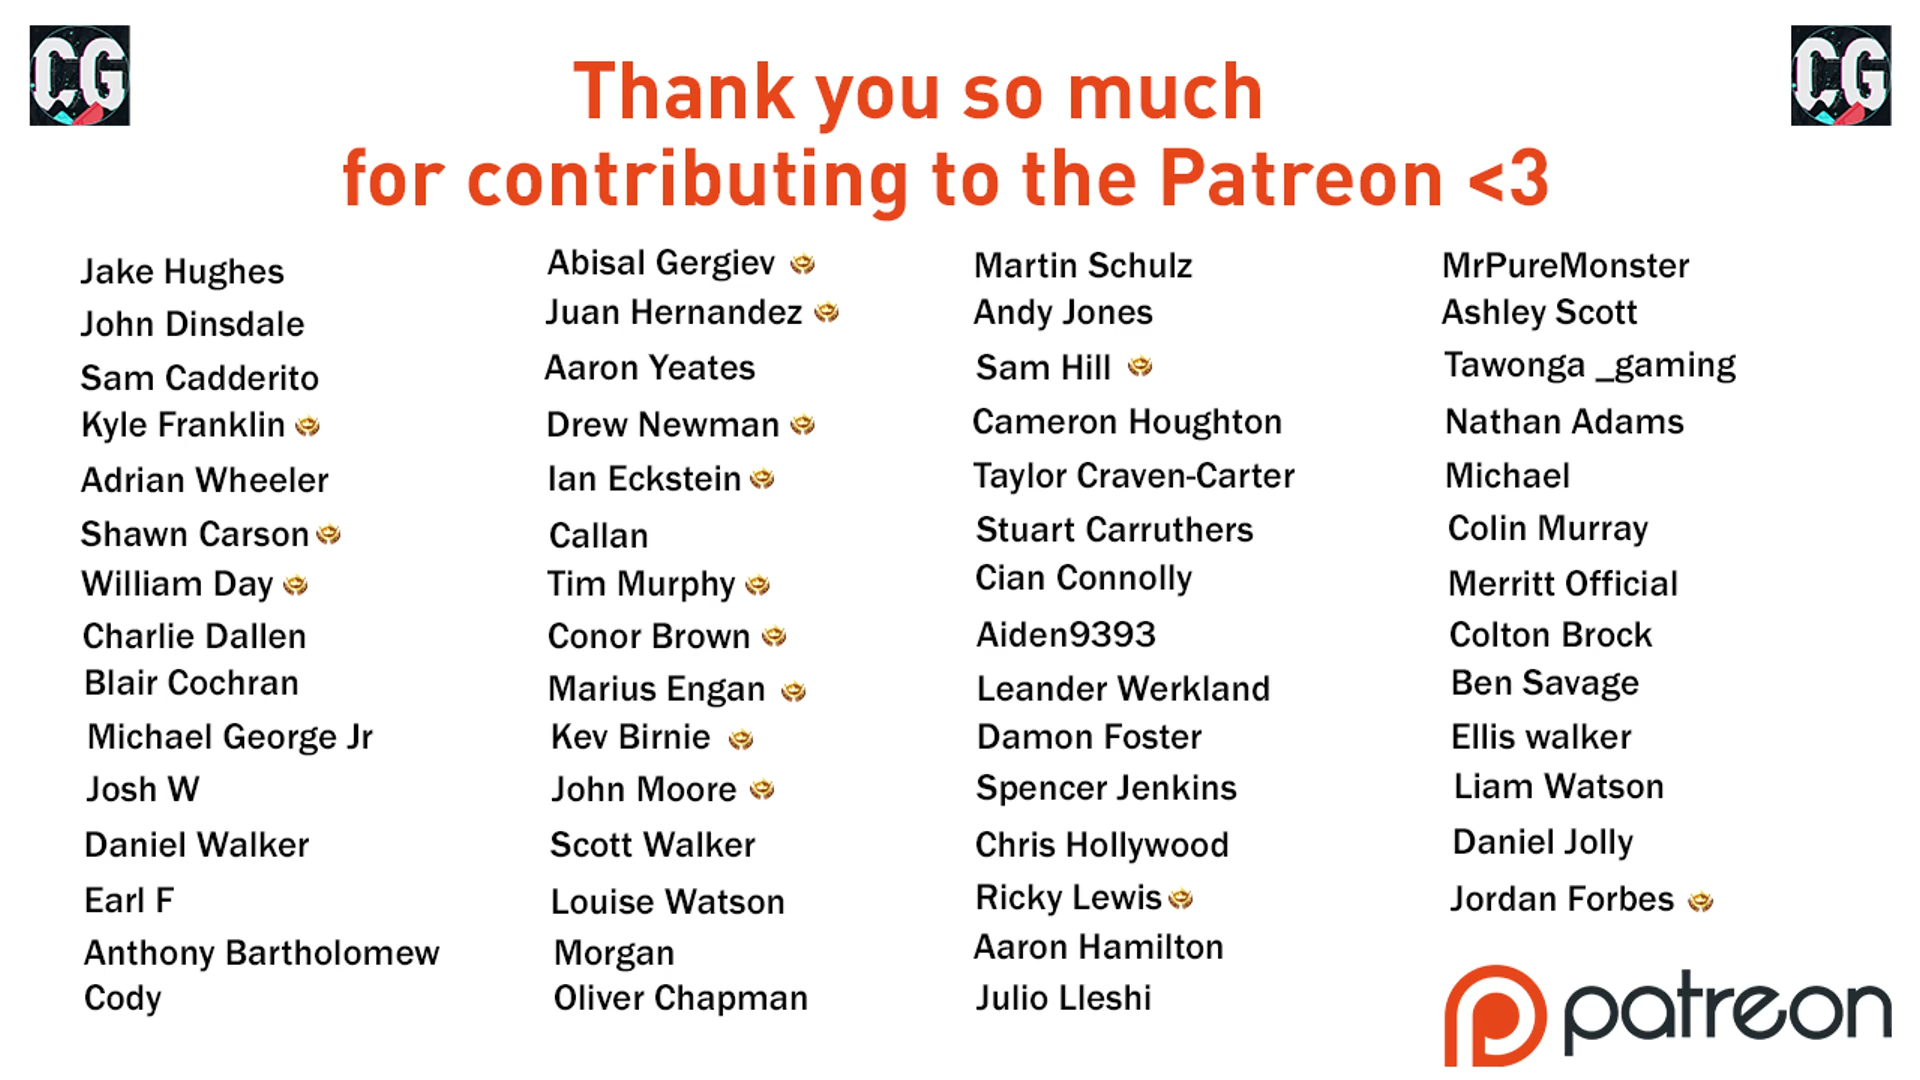 CG
CG
Thank you so much
for contributing to the Patreon <3
Jake Hughes
John Dinsdale
Sam Cadderito
Kyle Franklin
Adrian Wheeler
Shawn Carson
William Day
Charlie Dallen
Blair Cochran
Michael George Jr
Josh W
Daniel Walker
Earl F
Anthony Bartholomew
Cody
Abisal Gergiev
Juan Hernandez
Aaron Yeates
Drew Newman
Ian Eckstein
Callan
Tim Murphy
Conor Brown
Marius Engan
Kev Birnie
John Moore
Scott Walker
Louise Watson
Morgan
Oliver Chapman
Martin Schulz
Andy Jones
Sam Hill
Cameron Houghton
Taylor Craven-Carter
Stuart Carruthers
Cian Connolly
Aiden9393
Leander Werkland
Damon Foster
Spencer Jenkins
Chris Hollywood
Ricky Lewis
Aaron Hamilton
Julio Lleshi
MrPureMonster
Ashley Scott
Tawonga _gaming
Nathan Adams
Michael
Colin Murray
Merritt Official
Colton Brock
Ben Savage
Ellis walker
Liam Watson
Daniel Jolly
Jordan Forbes
patreon